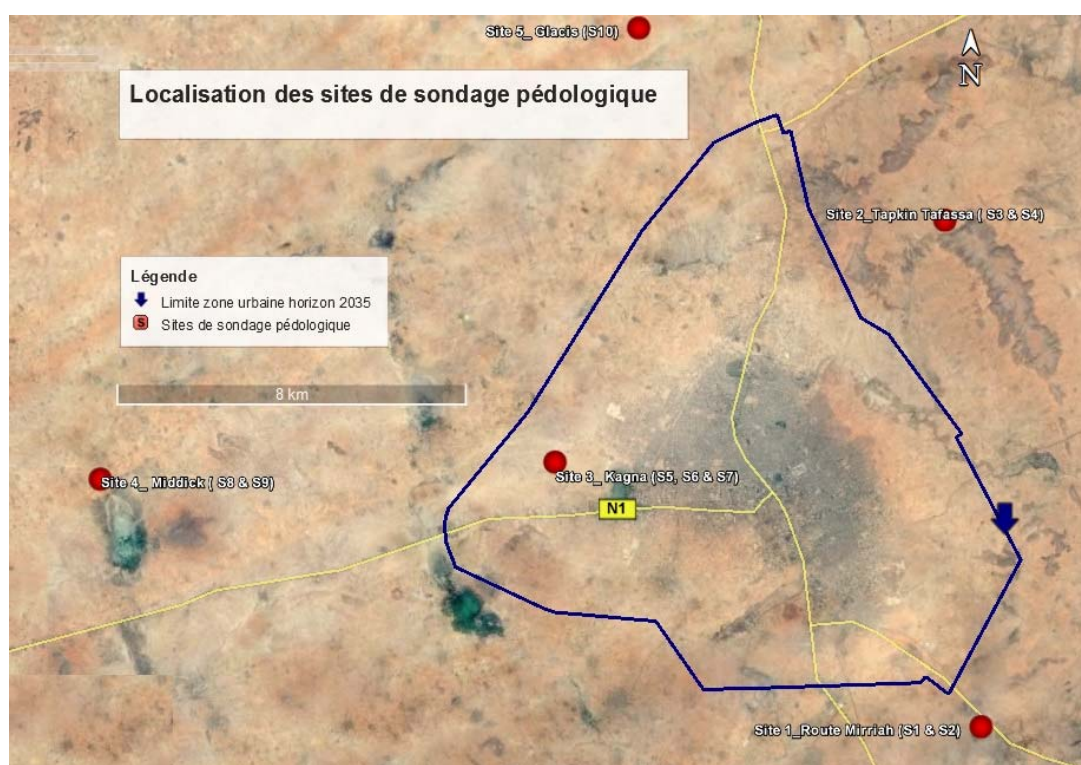 Site 5_ Glacis (S10)
N
Localisation des sites de sondage pédologique
Site 2_Tapkin Tafassa ( S3 & S4)
Légende
Limite zone urbaine horizon 2035
S Sites de sondage pédologique
8 km
Site 3_ Kagna (S5, S6 & S7)
Site 4_ Middick ( S8 & S9)
N1
Site 1_Route Mirriah (S1 & S2)